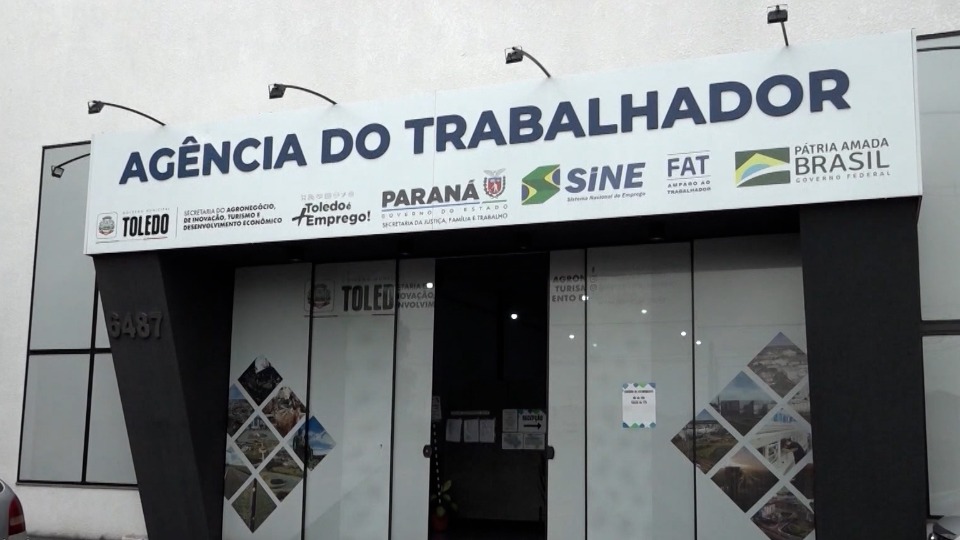 AGÊNCIA DO TRABALHADOR
TOLEDO
SECRETARIA DO AGRONEGÓCIO,
DE INOVAÇÃO, TURISMO E
DESENVOLVIMENTO ECONÔMICO
Toledo é
+Emprego!
PARANÁ
GOVERNO DO ESTADO
SECRETARIA DA JUSTIÇA, FAMÍLIA E TRABALHO
SiNE
Sistema Nacional de Emprego
FAT
AMPARO AO
TRABALHADOR
PÁTRIA AMADA
BRASIL
GOVERNO FEDERAL
6487
TOLED